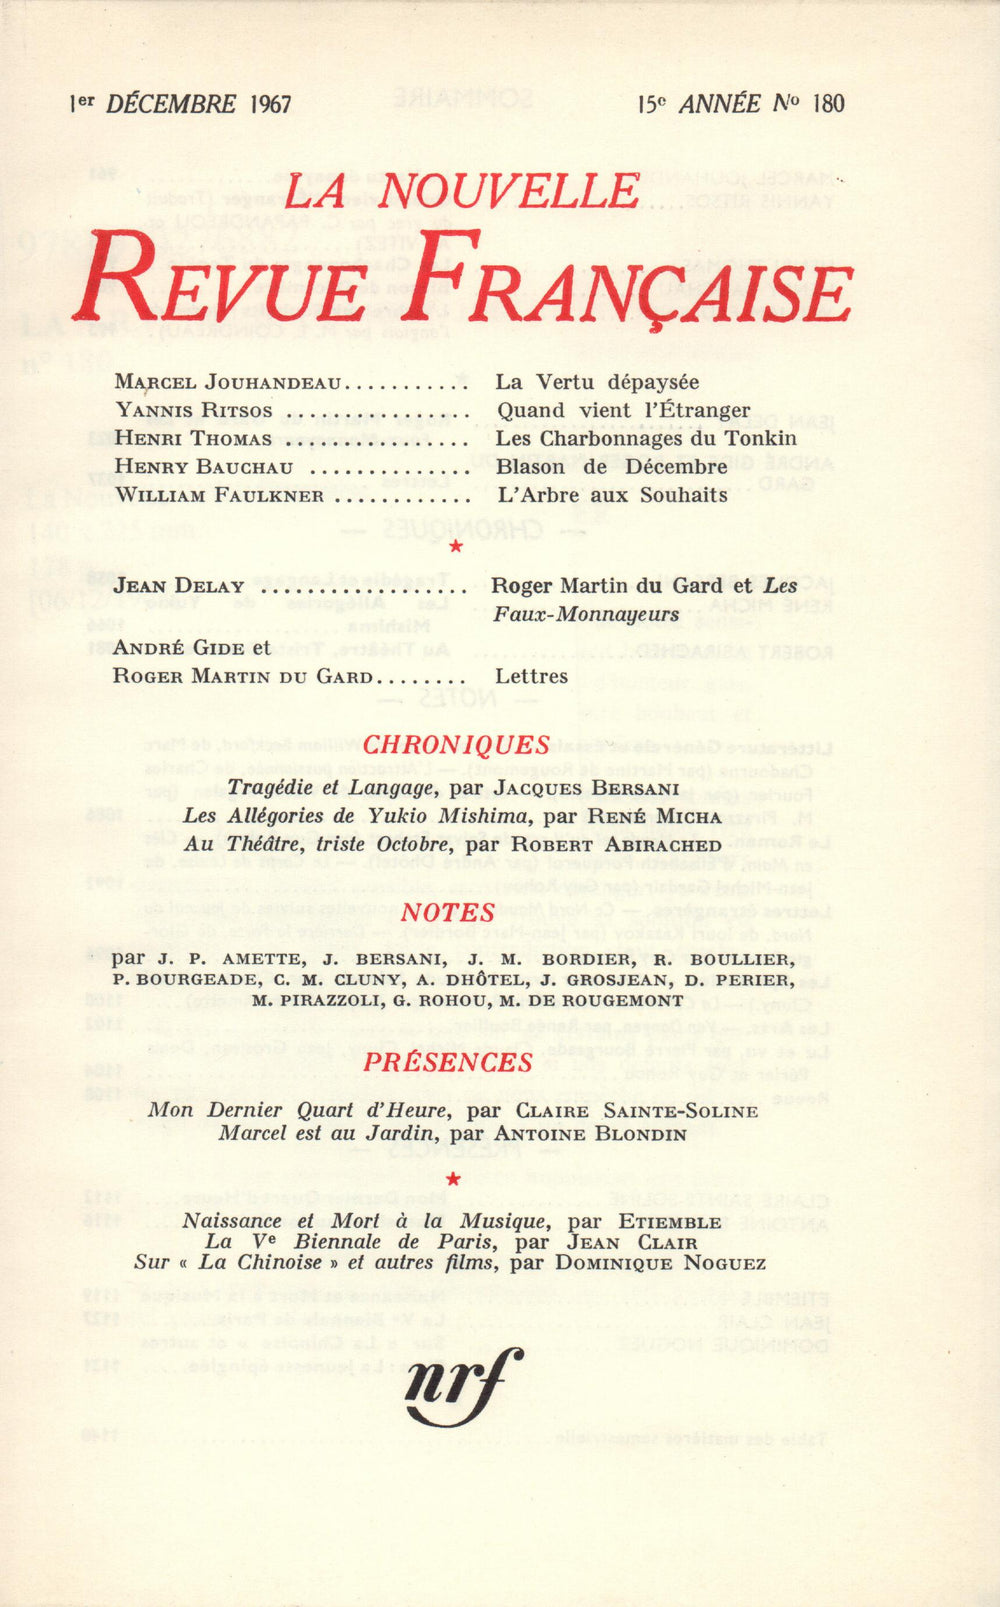 1er DÉCEMBRE 1967 15e ANNÉE No 180
LA NOUVELLE
REVUE FRANÇAISE
MARCEL JOUHANDEAU........... La Vertu dépaysée
YANNIS RITSOS ................ Quand vient l'Étranger
HENRI THOMAS ................ Les Charbonnages du Tonkin
HENRY BAUCHAU .............. Blason de Décembre
WILLIAM FAULKNER ............ L'Arbre aux Souhaits
★
JEAN DELAY .................. Roger Martin du Gard et Les
Faux-Monnayeurs
ANDRÉ GIDE et
ROGER MARTIN DU GARD........ Lettres
CHRONIQUES
Tragédie et Langage, par JACQUES BERSANI
Les Allégories de Yukio Mishima, par RENÉ MICHA
Au Théâtre, triste Octobre, par ROBERT ABIRACHED
NOTES
par J. P. AMETTE, J. BERSANI, J. M. BORDIER, R. BOULLIER,
P. BOURGEADE, C. M. CLUNY, A. DHÔTEL, J. GROSJEAN, D. PERIER,
M. PIRAZZOLI, G. ROHOU, M. DE ROUGEMONT
PRÉSENCES
Mon Dernier Quart d'Heure, par CLAIRE SAINTE-SOLINE
Marcel est au Jardin, par ANTOINE BLONDIN
★
Naissance et Mort à la Musique, par ETIEMBLE
La Ve Biennale de Paris, par JEAN CLAIR
Sur « La Chinoise » et autres films, par DOMINIQUE NOGUEZ
nrf